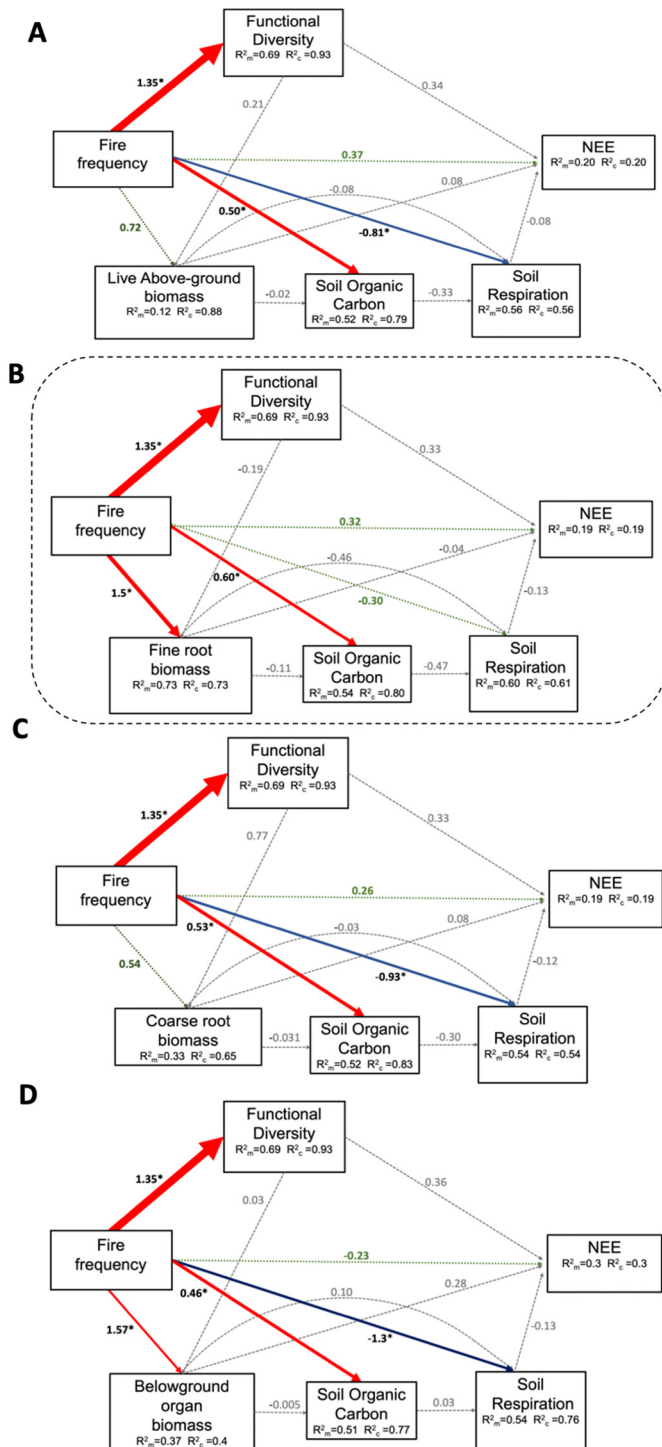 A
Functional
Diversity
R²m=0.69 R²c=0.93
1.35*
0.21
0.34
Fire
frequency
0.37
NEE
R²m=0.20 R²c=0.20
0.72
0.50*
-0.08
0.08
-0.81*
-0.08
Live Above-ground
biomass
R²m=0.12 R²c=0.88
-0.02
Soil Organic
Carbon
R²m=0.52 R²c=0.79
-0.33
Soil
Respiration
R²m=0.56 R²c=0.56
B
Functional
Diversity
R²m=0.69 R²c=0.93
1.35*
-0.19
0.33
Fire
frequency
0.32
NEE
R²m=0.19 R²c=0.19
1.5*
0.60*
-0.46
-0.04
-0.30
-0.13
Fine root
biomass
R²m=0.73 R²c=0.73
-0.11
Soil Organic
Carbon
R²m=0.54 R²c=0.80
-0.47
Soil
Respiration
R²m=0.60 R²c=0.61
C
Functional
Diversity
R²m=0.69 R²c=0.93
1.35*
0.77
0.33
Fire
frequency
0.26
NEE
R²m=0.19 R²c=0.19
0.54
0.53*
-0.03
0.08
-0.93*
-0.12
Coarse root
biomass
R²m=0.33 R²c=0.65
-0.031
Soil Organic
Carbon
R²m=0.52 R²c=0.83
-0.30
Soil
Respiration
R²m=0.54 R²c=0.54
D
Functional
Diversity
R²m=0.69 R²c=0.93
1.35*
0.03
0.36
Fire
frequency
-0.23
NEE
R²m=0.3 R²c=0.3
1.57*
0.46*
0.10
0.28
-1.3*
-0.13
Belowground
organ
biomass
R²m=0.37 R²c=0.4
-0.005
Soil Organic
Carbon
R²m=0.51 R²c=0.77
0.03
Soil
Respiration
R²m=0.54 R²c=0.76